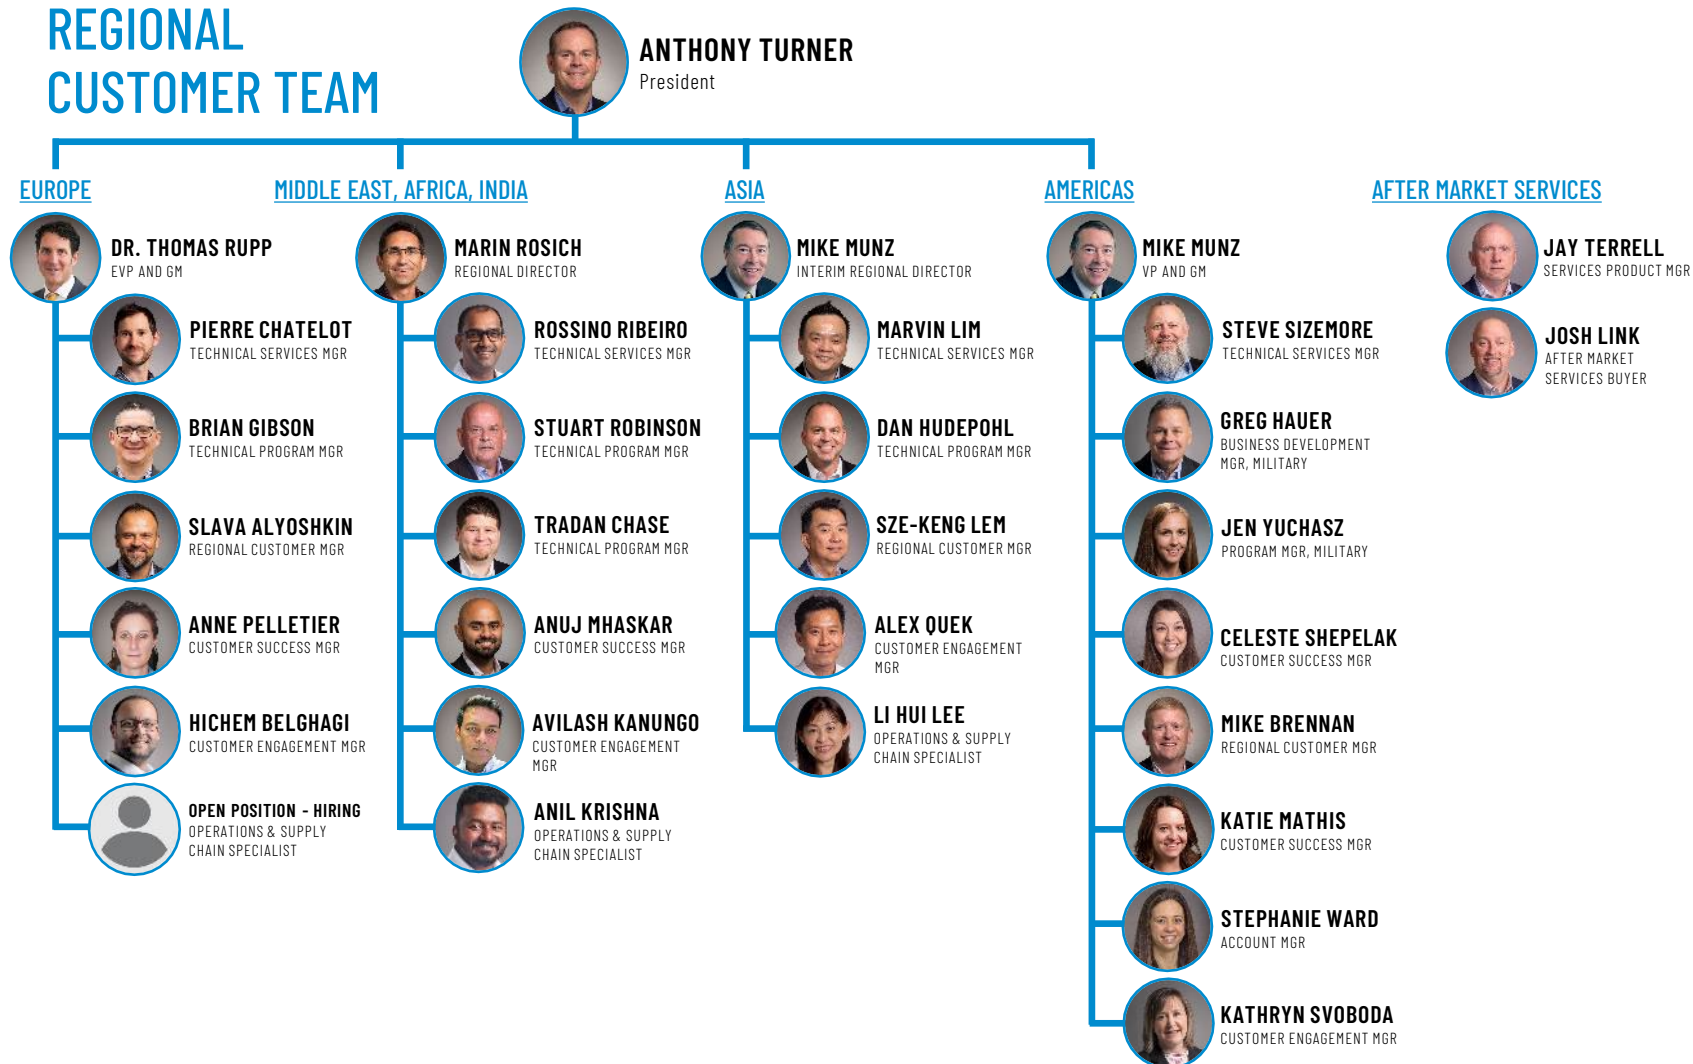 REGIONAL
CUSTOMER TEAM
ANTHONY TURNER
President
EUROPE
DR. THOMAS RUPP
EVP AND GM
PIERRE CHATELOT
TECHNICAL SERVICES MGR
BRIAN GIBSON
TECHNICAL PROGRAM MGR
SLAVA ALYOSHKIN
REGIONAL CUSTOMER MGR
ANNE PELLETIER
CUSTOMER SUCCESS MGR
HICHEM BELGHAGI
CUSTOMER ENGAGEMENT MGR
OPEN POSITION - HIRING
OPERATIONS & SUPPLY
CHAIN SPECIALIST
MIDDLE EAST, AFRICA, INDIA
MARIN ROSICH
REGIONAL DIRECTOR
ROSSINO RIBEIRO
TECHNICAL SERVICES MGR
STUART ROBINSON
TECHNICAL PROGRAM MGR
TRADAN CHASE
TECHNICAL PROGRAM MGR
ANUJ MHASKAR
CUSTOMER SUCCESS MGR
AVILASH KANUNGO
CUSTOMER ENGAGEMENT
MGR
ANIL KRISHNA
OPERATIONS & SUPPLY
CHAIN SPECIALIST
ASIA
MIKE MUNZ
INTERIM REGIONAL DIRECTOR
MARVIN LIM
TECHNICAL SERVICES MGR
DAN HUDEPOHL
TECHNICAL PROGRAM MGR
SZE-KENG LEM
REGIONAL CUSTOMER MGR
ALEX QUEK
CUSTOMER ENGAGEMENT
MGR
LI HUI LEE
OPERATIONS & SUPPLY
CHAIN SPECIALIST
AMERICAS
MIKE MUNZ
VP AND GM
STEVE SIZEMORE
TECHNICAL SERVICES MGR
GREG HAUER
BUSINESS DEVELOPMENT
MGR, MILITARY
JEN YUCHASZ
PROGRAM MGR, MILITARY
CELESTE SHEPELAK
CUSTOMER SUCCESS MGR
MIKE BRENNAN
REGIONAL CUSTOMER MGR
KATIE MATHIS
CUSTOMER SUCCESS MGR
STEPHANIE WARD
ACCOUNT MGR
KATHRYN SVOBODA
CUSTOMER ENGAGEMENT MGR
AFTER MARKET SERVICES
JAY TERRELL
SERVICES PRODUCT MGR
JOSH LINK
AFTER MARKET
SERVICES BUYER